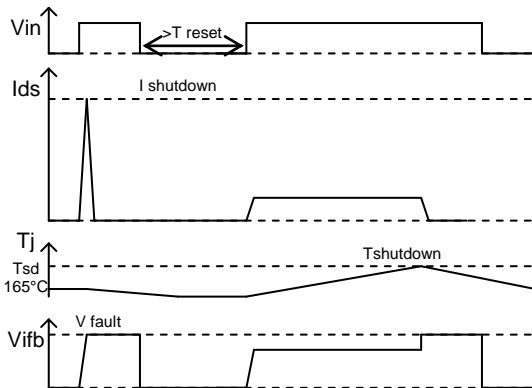 Vin
>T reset
Ids
I shutdown
Tj
Tshutdown
Tsd
165°C
V fault
Vifb